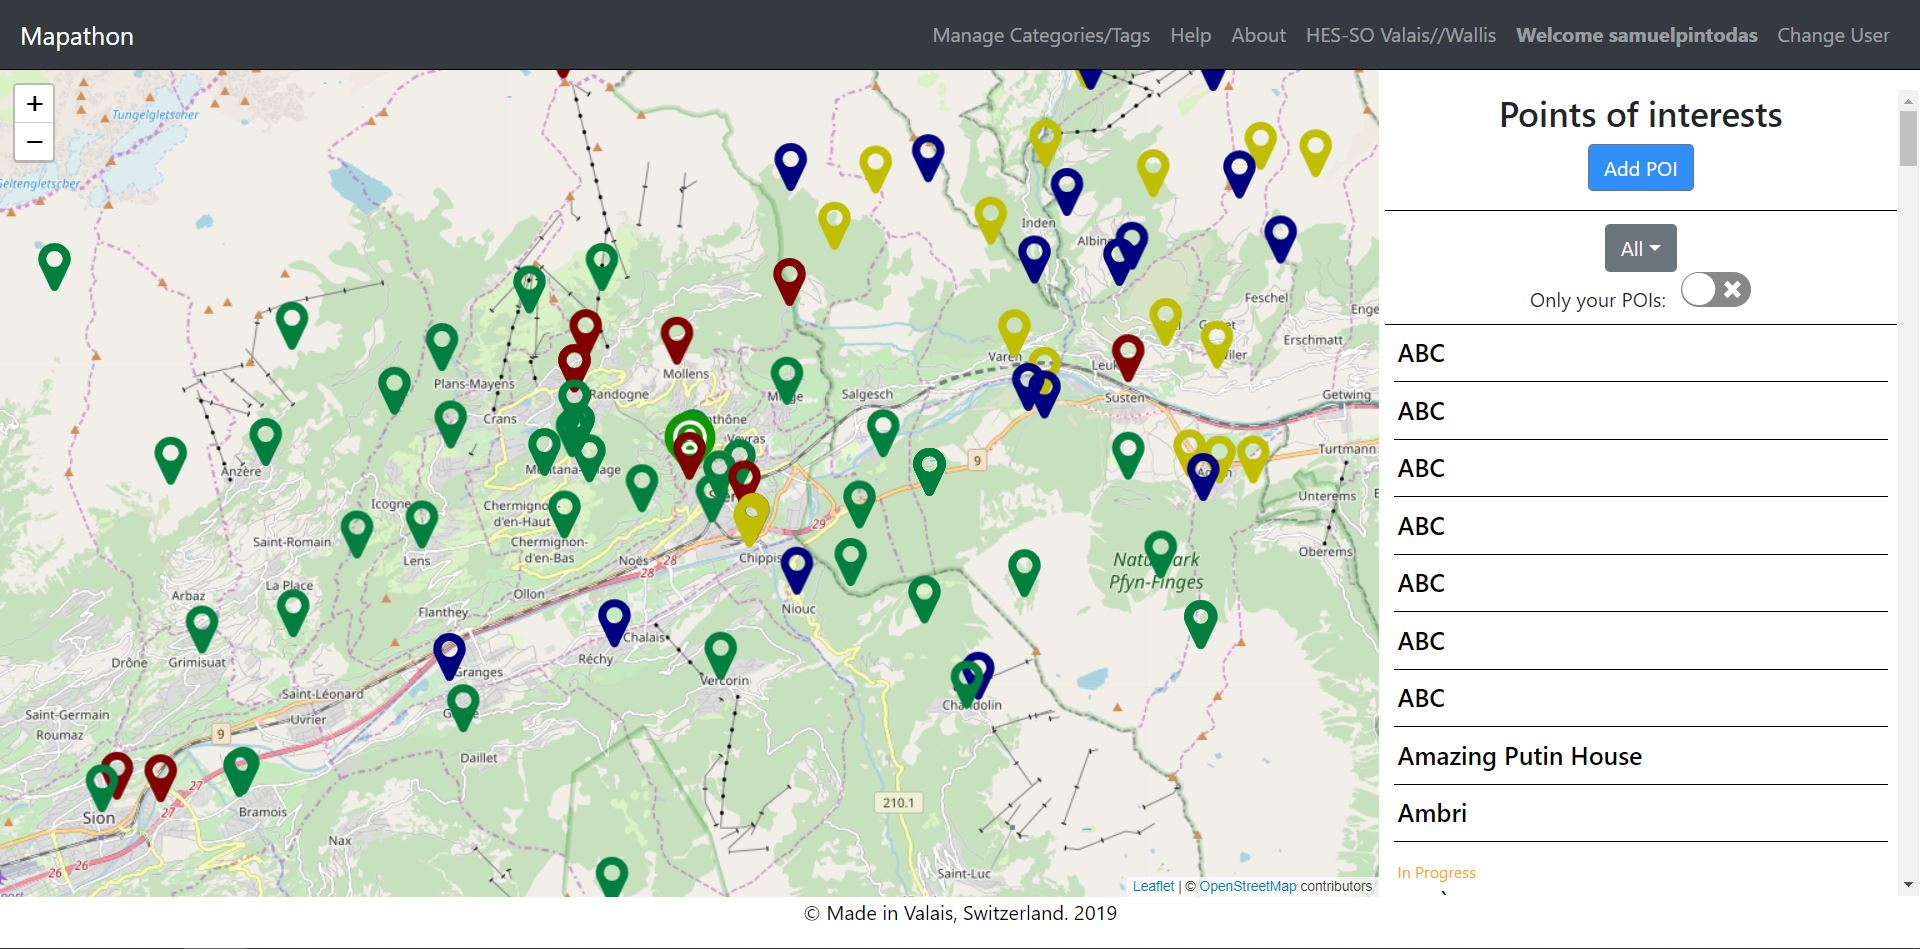 Mapathon
Manage Categories/Tags Help About HES-SO Valais//Wallis Welcome samuelpintodas Change User
+
−
Tungelgletscher
Geltengletscher
Points of interests
Add POI
All
Only your POIs:
ABC
ABC
ABC
ABC
ABC
ABC
ABC
Amazing Putin House
Ambri
In Progress
Inden
Feschel
Erschmatt
Varen
Mollens
Plans-Mayens
Randogne
Salgesch
Susten
Getwing
Crans
Veyras
Turtmann
Anzère
9
Unterems
Icogne
Chermignon-
d'en-Haut
29
Saint-Romain
Chermignon-
d'en-Bas
Noës
28
28
Chippis
Oberems
Lens
Naturpark
Pfyn-Finges
La Place
Arbaz
Ollon
Flanthey
Niouc
Chalais
Drône
Grimisuat
Réchy
Granges
Vercorin
Saint-Léonard
Chandolin
Saint-Germain
Roumaz
Uvrier
9
Daillet
27
27
210.1
Sion
Bramois
Nax
26
26
Saint-Luc
Leaflet | © OpenStreetMap contributors
© Made in Valais, Switzerland. 2019